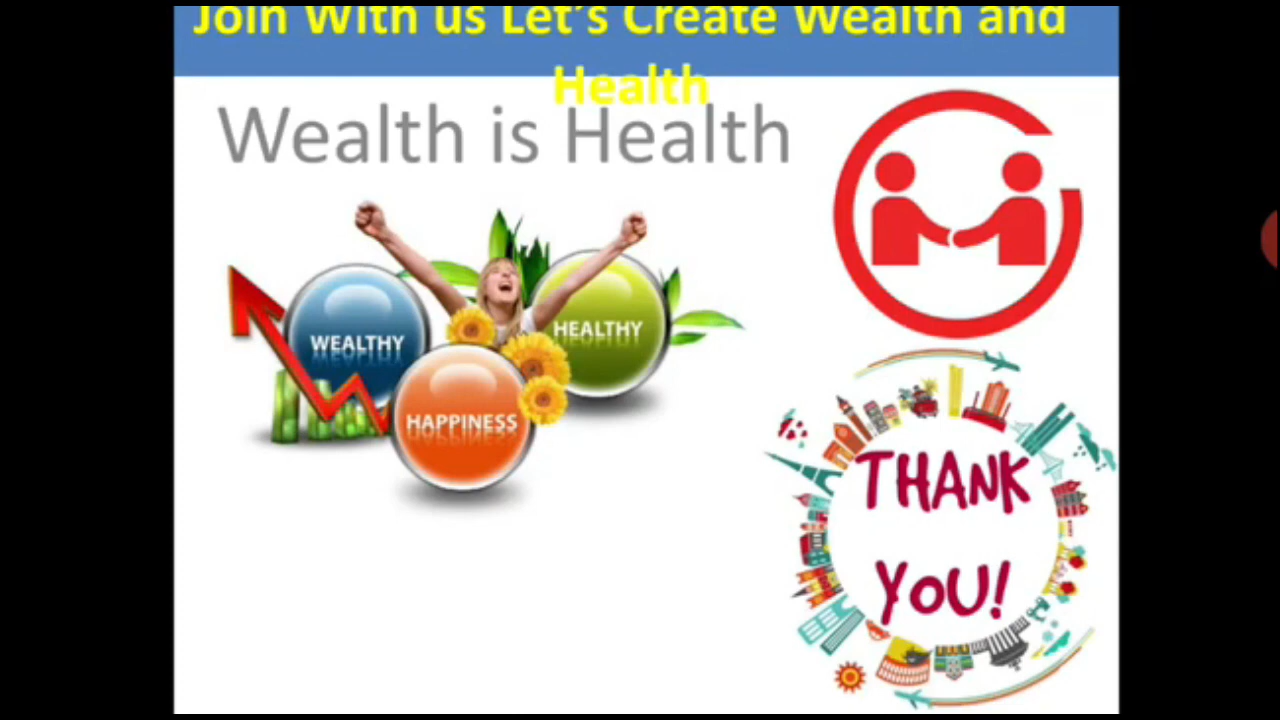 Join With us Let's Create Wealth and
Health
Wealth is Health
WEALTHY
HEALTHY
HAPPINESS
THANK
YOU!